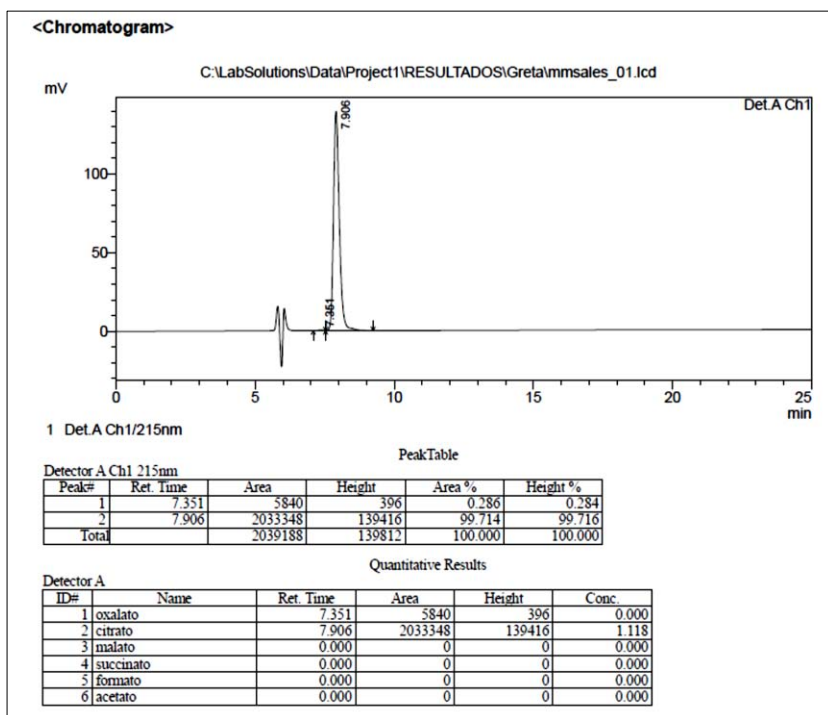 <Chromatogram>
C:\LabSolutions\Data\Project1\RESULTADOS\Greta\mmsales_01.lcd
mV
Det.A Ch1
7.906
100
50
7.351
0
0 5 10 15 20 25
min
1 Det.A Ch1/215nm
PeakTable
Detector A Ch1 215nm
Peak# Ret. Time Area Height Area % Height %
1 7.351 5840 396 0.286 0.284
2 7.906 2033348 139416 99.714 99.716
Total 2039188 139812 100.000 100.000
Quantitative Results
Detector A
ID# Name Ret. Time Area Height Conc.
1 oxalato 7.351 5840 396 0.000
2 citrato 7.906 2033348 139416 1.118
3 malato 0.000 0 0 0.000
4 succinato 0.000 0 0 0.000
5 formato 0.000 0 0 0.000
6 acetato 0.000 0 0 0.000